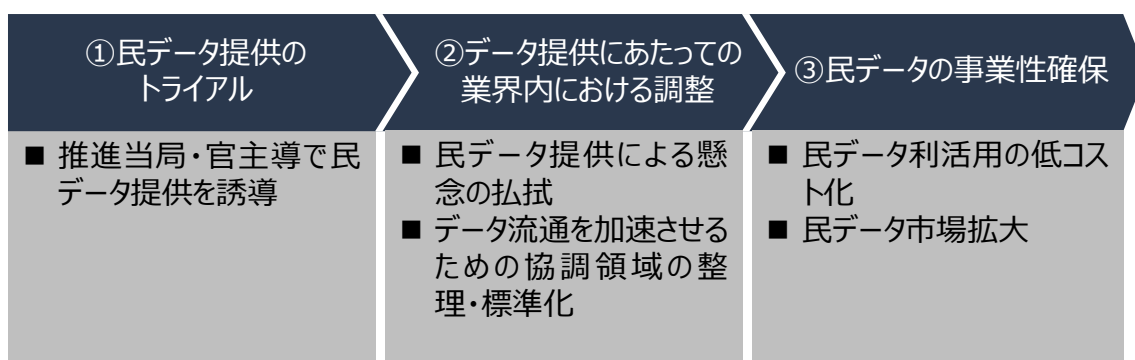 ①民データ提供の
トライアル
■ 推進当局・官主導で民
データ提供を誘導
②データ提供にあたっての
業界内における調整
■ 民データ提供による懸
念の払拭
■ データ流通を加速させる
ための協調領域の整
理・標準化
③民データの事業性確保
■ 民データ利活用の低コス
ト化
■ 民データ市場拡大